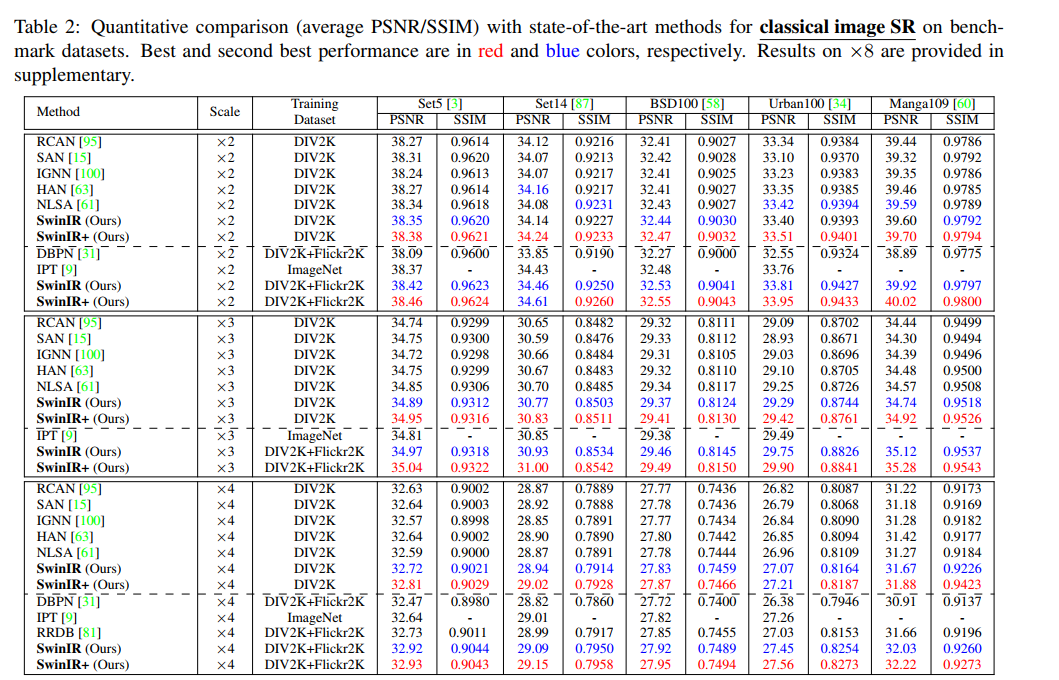 Table 2: Quantitative comparison (average PSNR/SSIM) with state-of-the-art methods for classical image SR on bench-
mark datasets. Best and second best performance are in red and blue colors, respectively. Results on ×8 are provided in
supplementary.
Method Scale Training Dataset Set5 [3] Set14 [87] BSD100 [58] Urban100 [34] Manga109 [60]
PSNR SSIM PSNR SSIM PSNR SSIM PSNR SSIM PSNR SSIM
RCAN [95] ×2 DIV2K 38.27 0.9614 34.12 0.9216 32.41 0.9027 33.34 0.9384 39.44 0.9786
SAN [15] ×2 DIV2K 38.31 0.9620 34.07 0.9213 32.42 0.9028 33.10 0.9370 39.32 0.9792
IGNN [100] ×2 DIV2K 38.24 0.9613 34.07 0.9217 32.41 0.9025 33.23 0.9383 39.35 0.9786
HAN [63] ×2 DIV2K 38.27 0.9614 34.16 0.9217 32.41 0.9027 33.35 0.9385 39.46 0.9785
NLSA [61] ×2 DIV2K 38.34 0.9618 34.08 0.9231 32.43 0.9027 33.42 0.9394 39.59 0.9789
SwinIR (Ours) ×2 DIV2K 38.35 0.9620 34.14 0.9227 32.44 0.9030 33.40 0.9393 39.60 0.9792
SwinIR+ (Ours) ×2 DIV2K 38.38 0.9621 34.24 0.9233 32.47 0.9032 33.51 0.9401 39.70 0.9794
DBPN [31] ×2 DIV2K+Flickr2K 38.09 0.9600 33.85 0.9190 32.27 0.9000 32.55 0.9324 38.89 0.9775
IPT [9] ×2 ImageNet 38.37 - 34.43 - 32.48 - 33.76 - - -
SwinIR (Ours) ×2 DIV2K+Flickr2K 38.42 0.9623 34.46 0.9250 32.53 0.9041 33.81 0.9427 39.92 0.9797
SwinIR+ (Ours) ×2 DIV2K+Flickr2K 38.46 0.9624 34.61 0.9260 32.55 0.9043 33.95 0.9433 40.02 0.9800
RCAN [95] ×3 DIV2K 34.74 0.9299 30.65 0.8482 29.32 0.8111 29.09 0.8702 34.44 0.9499
SAN [15] ×3 DIV2K 34.75 0.9300 30.59 0.8476 29.33 0.8112 28.93 0.8671 34.30 0.9494
IGNN [100] ×3 DIV2K 34.72 0.9298 30.66 0.8484 29.31 0.8105 29.03 0.8696 34.39 0.9496
HAN [63] ×3 DIV2K 34.75 0.9299 30.67 0.8483 29.32 0.8110 29.10 0.8705 34.48 0.9500
NLSA [61] ×3 DIV2K 34.85 0.9306 30.70 0.8485 29.34 0.8117 29.25 0.8726 34.57 0.9508
SwinIR (Ours) ×3 DIV2K 34.89 0.9312 30.77 0.8503 29.37 0.8124 29.29 0.8744 34.74 0.9518
SwinIR+ (Ours) ×3 DIV2K 34.95 0.9316 30.83 0.8511 29.41 0.8130 29.42 0.8761 34.92 0.9526
IPT [9] ×3 ImageNet 34.81 - 30.85 - 29.38 - 29.49 - - -
SwinIR (Ours) ×3 DIV2K+Flickr2K 34.97 0.9318 30.93 0.8534 29.46 0.8145 29.75 0.8826 35.12 0.9537
SwinIR+ (Ours) ×3 DIV2K+Flickr2K 35.04 0.9322 31.00 0.8542 29.49 0.8150 29.90 0.8841 35.28 0.9543
RCAN [95] ×4 DIV2K 32.63 0.9002 28.87 0.7889 27.77 0.7436 26.82 0.8087 31.22 0.9173
SAN [15] ×4 DIV2K 32.64 0.9003 28.92 0.7888 27.78 0.7436 26.79 0.8068 31.18 0.9169
IGNN [100] ×4 DIV2K 32.57 0.8998 28.85 0.7891 27.77 0.7434 26.84 0.8090 31.28 0.9182
HAN [63] ×4 DIV2K 32.64 0.9002 28.90 0.7890 27.80 0.7442 26.85 0.8094 31.42 0.9177
NLSA [61] ×4 DIV2K 32.59 0.9000 28.87 0.7891 27.78 0.7444 26.96 0.8109 31.27 0.9184
SwinIR (Ours) ×4 DIV2K 32.72 0.9021 28.94 0.7914 27.83 0.7459 27.07 0.8164 31.67 0.9226
SwinIR+ (Ours) ×4 DIV2K 32.81 0.9029 29.02 0.7928 27.87 0.7466 27.21 0.8187 31.88 0.9423
DBPN [31] ×4 DIV2K+Flickr2K 32.47 0.8980 28.82 0.7860 27.72 0.7400 26.38 0.7946 30.91 0.9137
IPT [9] ×4 ImageNet 32.64 - 29.01 - 27.82 - 27.26 - - -
RRDB [81] ×4 DIV2K+Flickr2K 32.73 0.9011 28.99 0.7917 27.85 0.7455 27.03 0.8153 31.66 0.9196
SwinIR (Ours) ×4 DIV2K+Flickr2K 32.92 0.9044 29.09 0.7950 27.92 0.7489 27.45 0.8254 32.03 0.9260
SwinIR+ (Ours) ×4 DIV2K+Flickr2K 32.93 0.9043 29.15 0.7958 27.95 0.7494 27.56 0.8273 32.22 0.9273